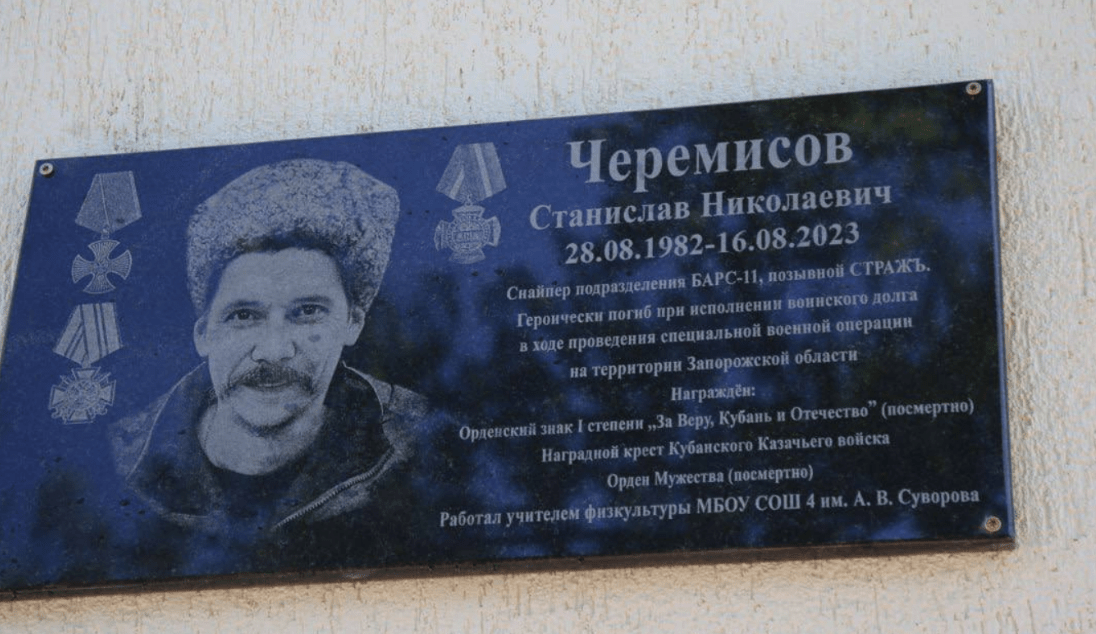 Черемисов
Станислав Николаевич
28.08.1982-16.08.2023
Снайпер подразделения БАРС-11, позывной СТРАЖЪ.
Героически погиб при исполнении воинского долга
в ходе проведения специальной военной операции
на территории Запорожской области
Награждён:
Орденский знак I степени „За Веру, Кубань и Отечество” (посмертно)
Наградной крест Кубанского Казачьего войска
Орден Мужества (посмертно)
Работал учителем физкультуры МБОУ СОШ 4 им. А. В. Суворова